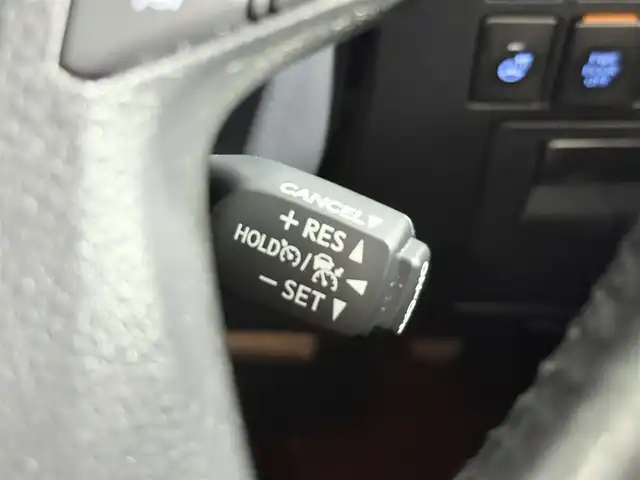 CANCEL
+ RES
HOLD /
− SET